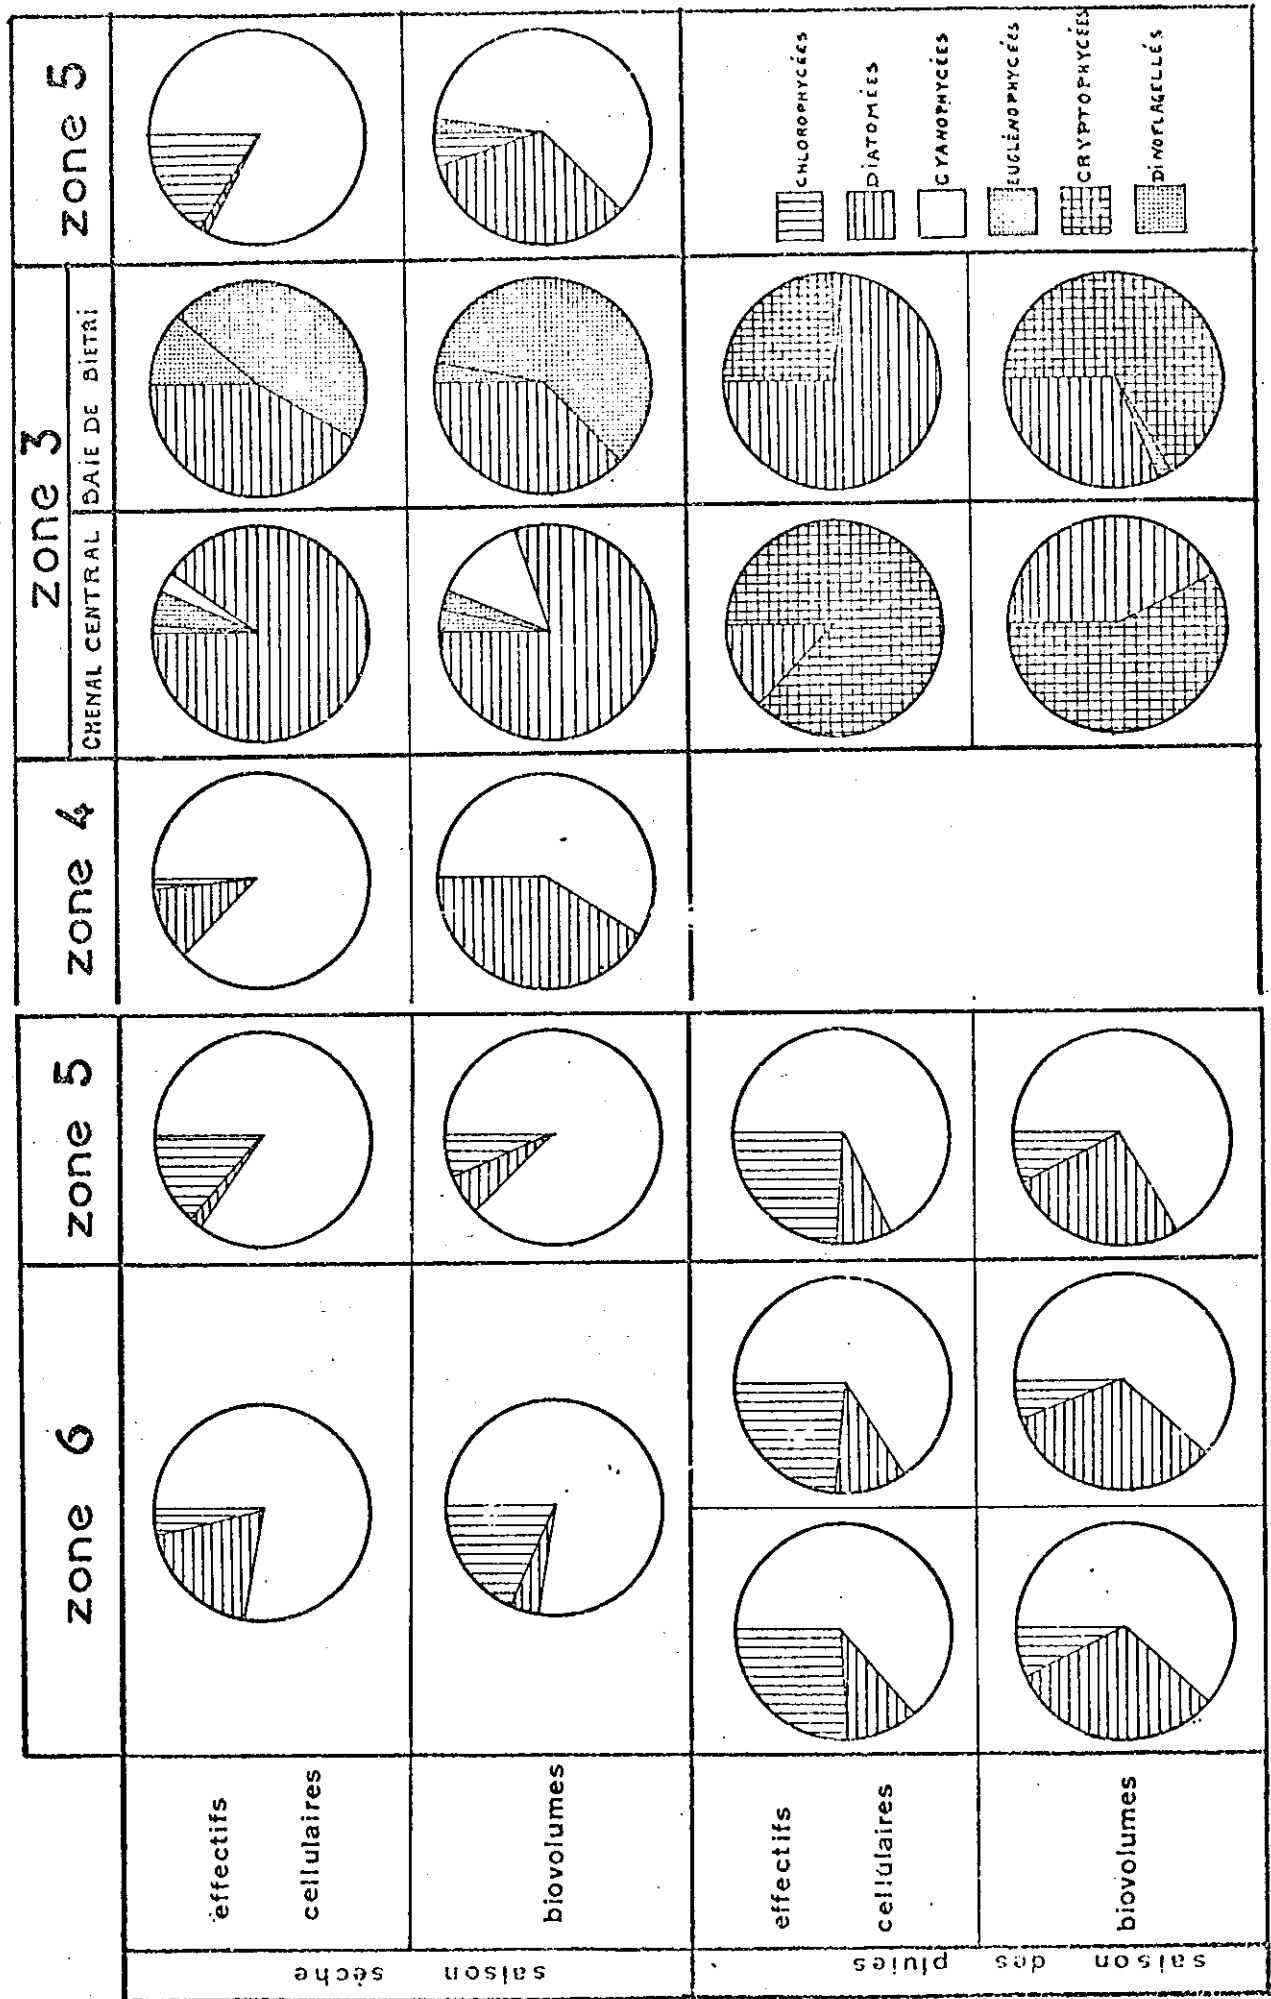 zone 6
zone 5
zone 4
zone 3
zone 5
CHENAL CENTRAL
BAIE DE BIETRI
saison sèche
effectifs
cellulaires
biovolumes
saison des pluies
effectifs
cellulaires
biovolumes
CHLOROPHYCÉES
DIATOMÉES
CYANOPHYCÉES
EUGLÉNOPHYCÉES
CRYPTOPHYCÉES
DINOFLAGELLÉS